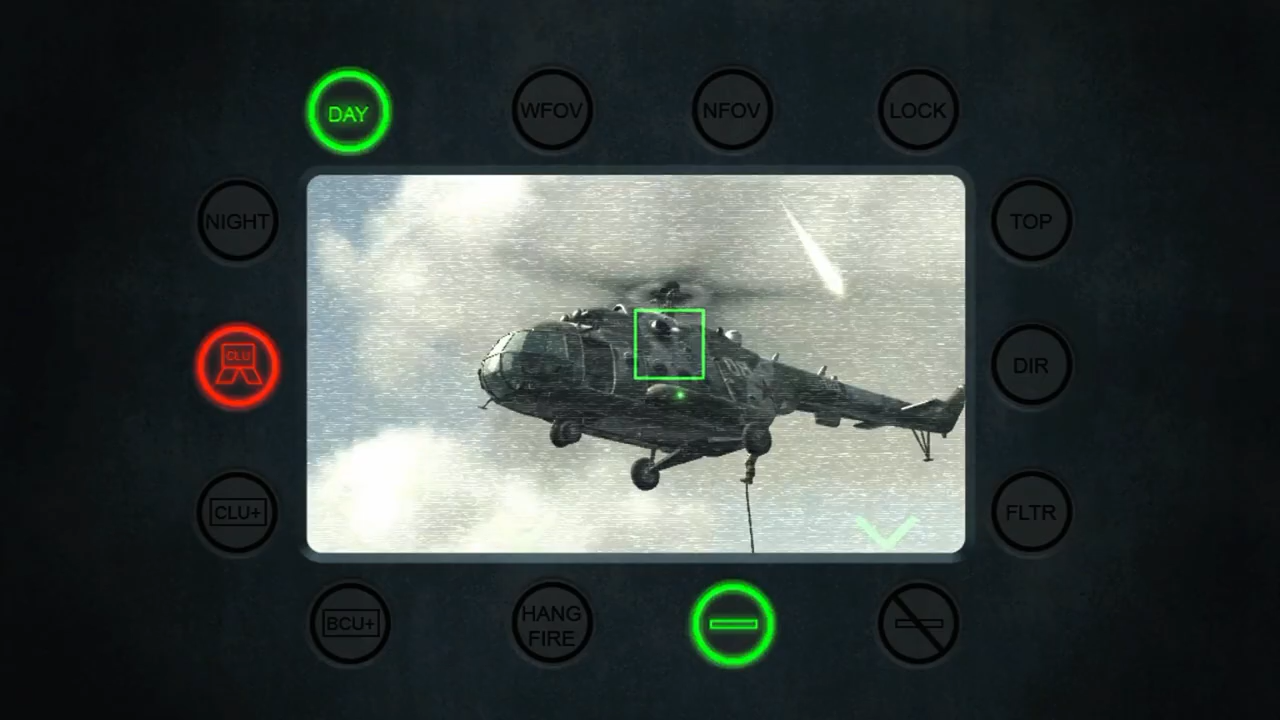 DAY
WFOV
NFOV
LOCK
NIGHT
TOP
CLU
DIR
CLU+
FLTR
BCU+
HANG
FIRE